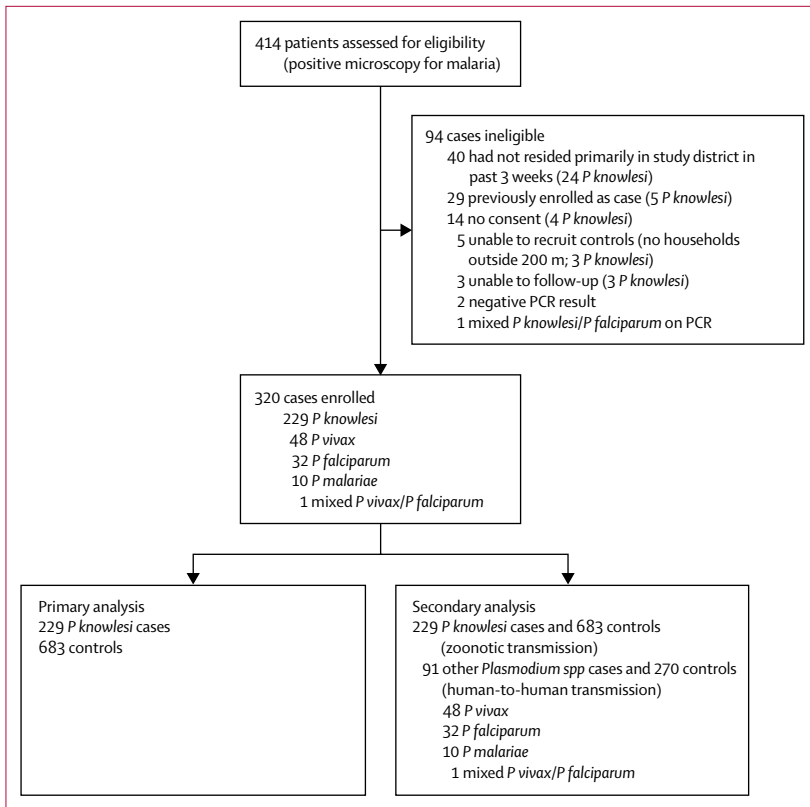 414 patients assessed for eligibility
(positive microscopy for malaria)
94 cases ineligible
40 had not resided primarily in study district in
past 3 weeks (24 P knowlesi)
29 previously enrolled as case (5 P knowlesi)
14 no consent (4 P knowlesi)
5 unable to recruit controls (no households
outside 200 m; 3 P knowlesi)
3 unable to follow-up (3 P knowlesi)
2 negative PCR result
1 mixed P knowlesi/P falciparum on PCR
320 cases enrolled
229 P knowlesi
48 P vivax
32 P falciparum
10 P malariae
1 mixed P vivax/P falciparum
Primary analysis
229 P knowlesi cases
683 controls
Secondary analysis
229 P knowlesi cases and 683 controls
(zoonotic transmission)
91 other Plasmodium spp cases and 270 controls
(human-to-human transmission)
48 P vivax
32 P falciparum
10 P malariae
1 mixed P vivax/P falciparum